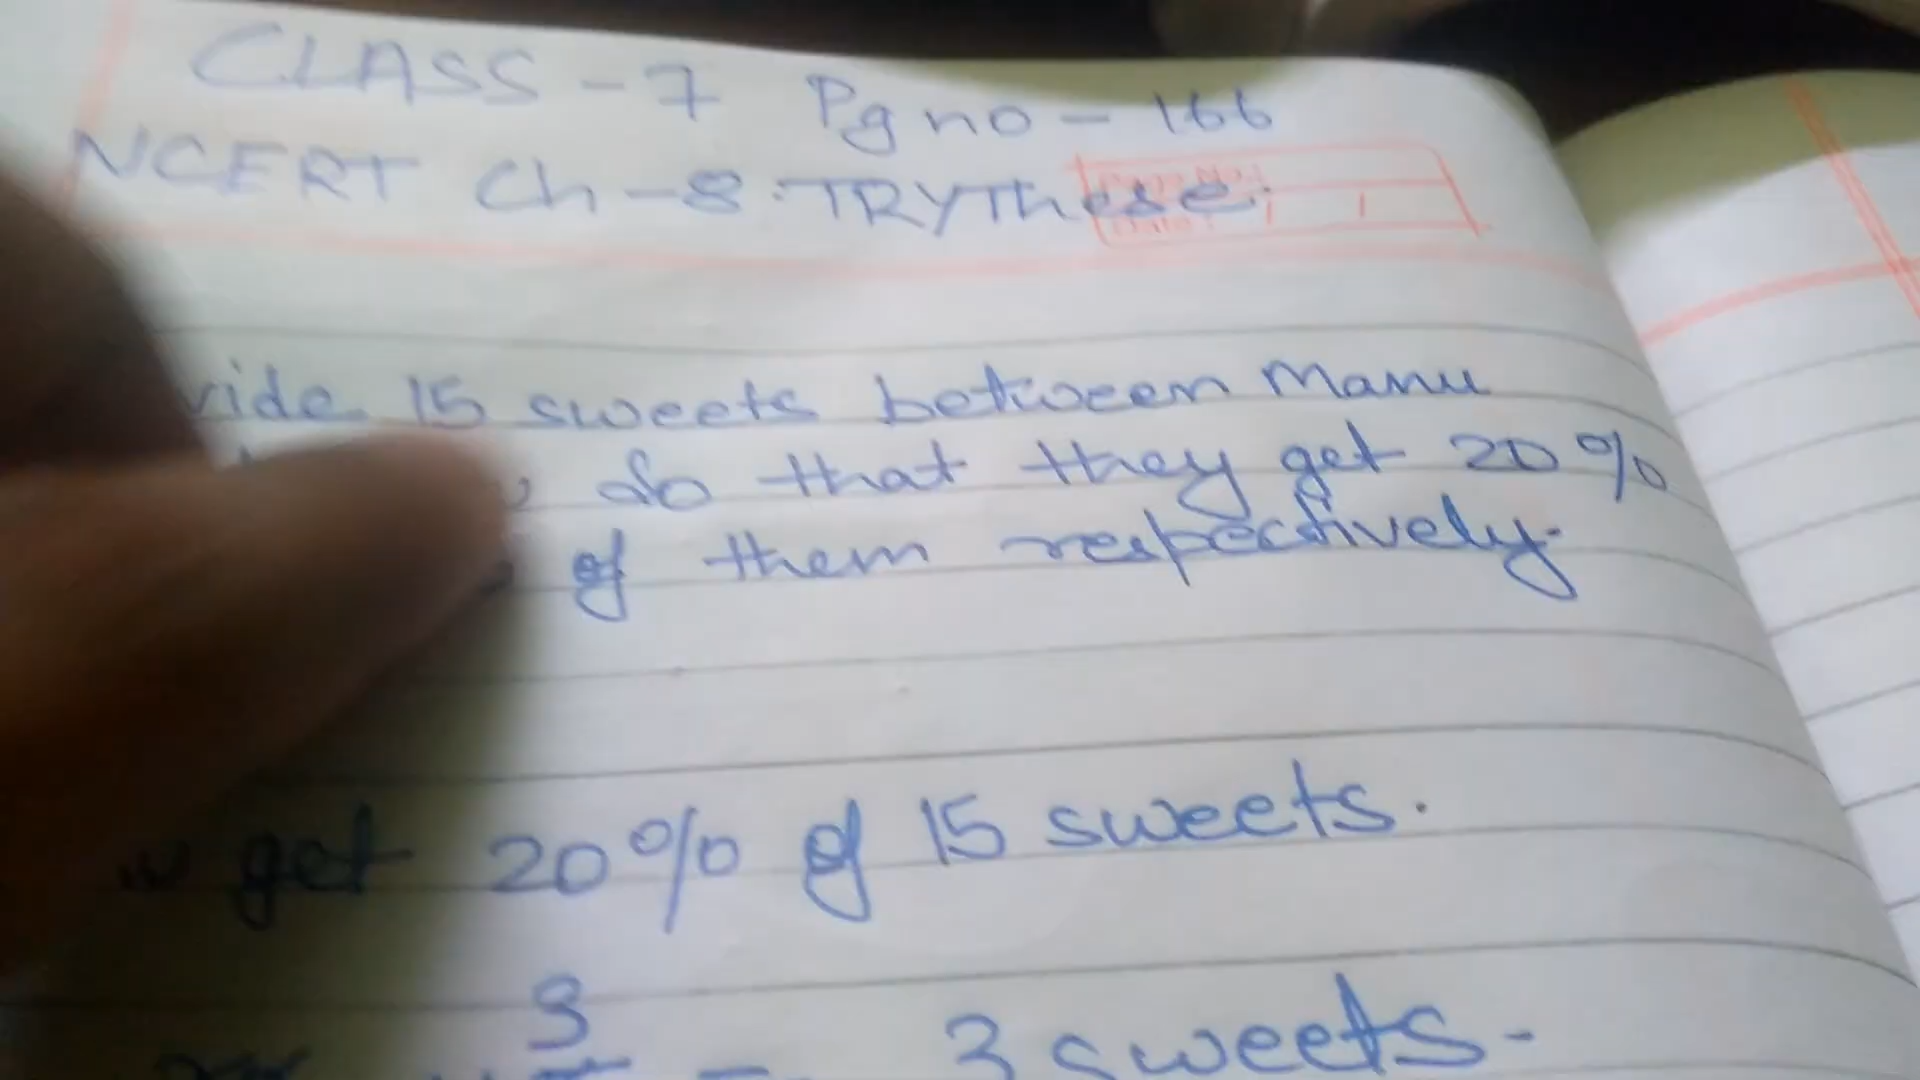 CLASS - 7 Pg no - 166
NCERT Ch - 8. TRY These.
vide 15 sweets between Manu
so that they get 20%
of them respectively.
get 20% of 15 sweets.
3
3 sweets.